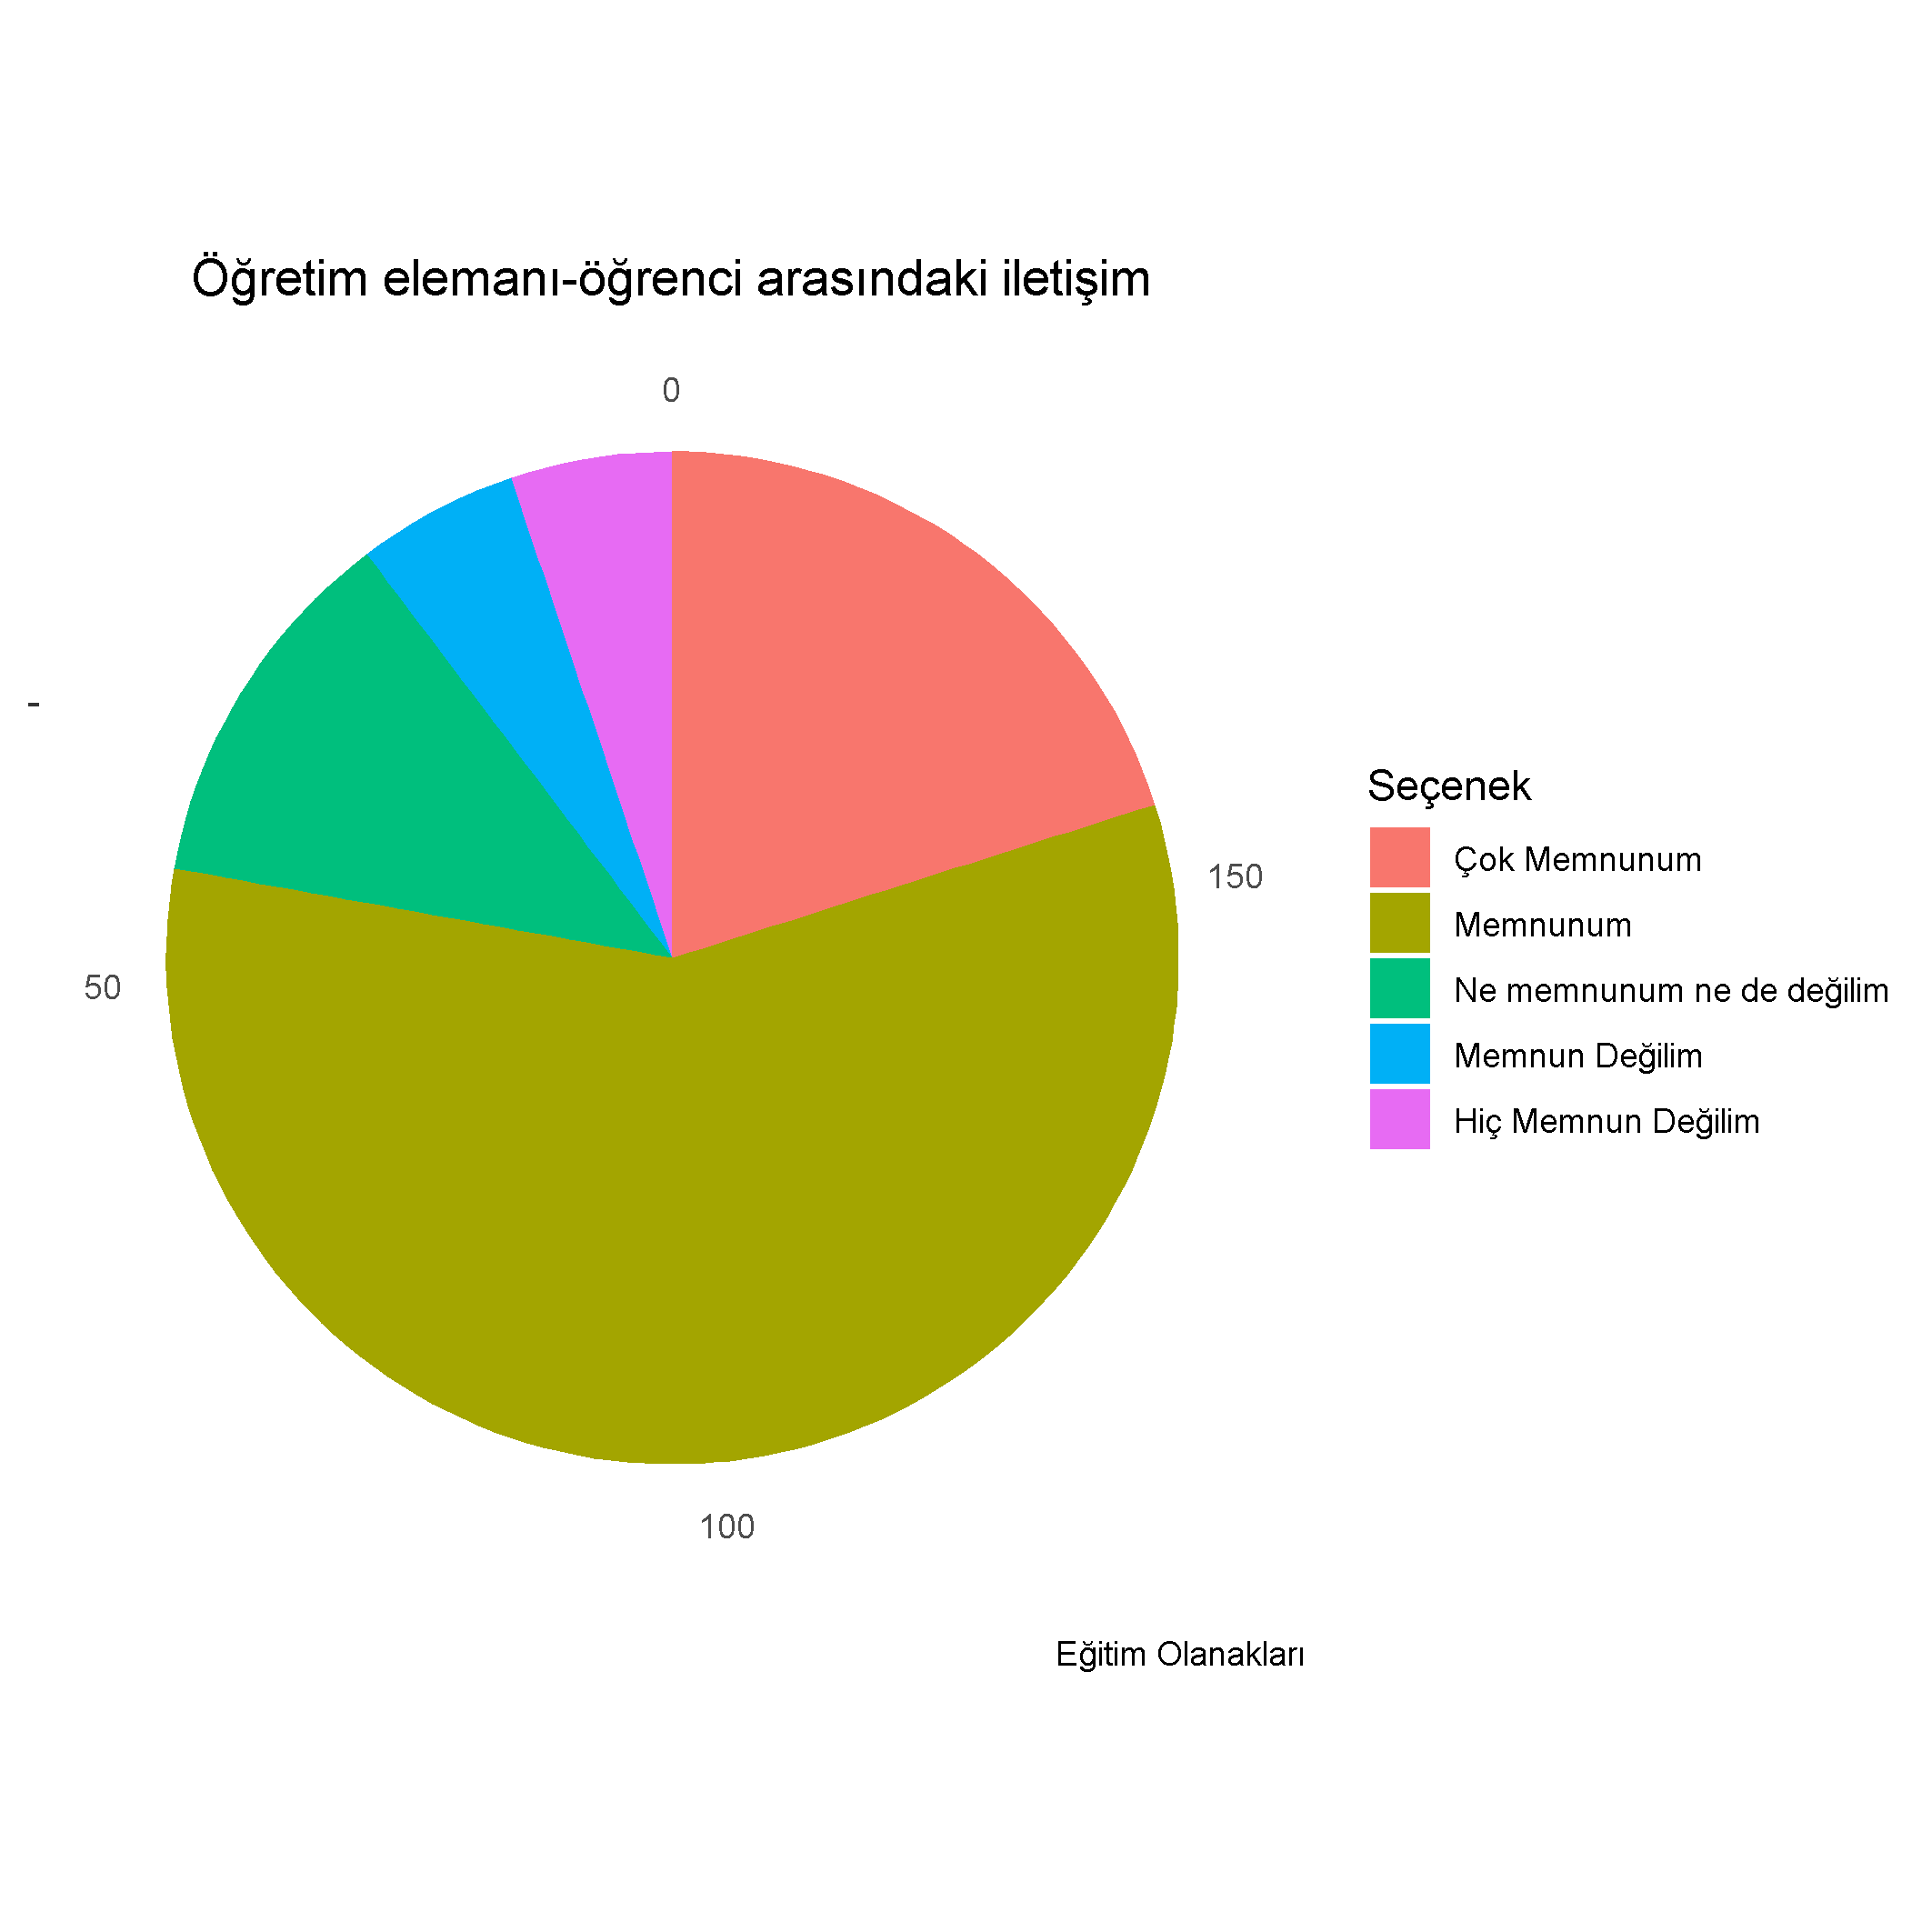 Öğretim elemanı-öğrenci arasındaki iletişim
0
150
50
100
-
Seçenek
Çok Memnunum
Memnunum
Ne memnunum ne de değilim
Memnun Değilim
Hiç Memnun Değilim
Eğitim Olanakları